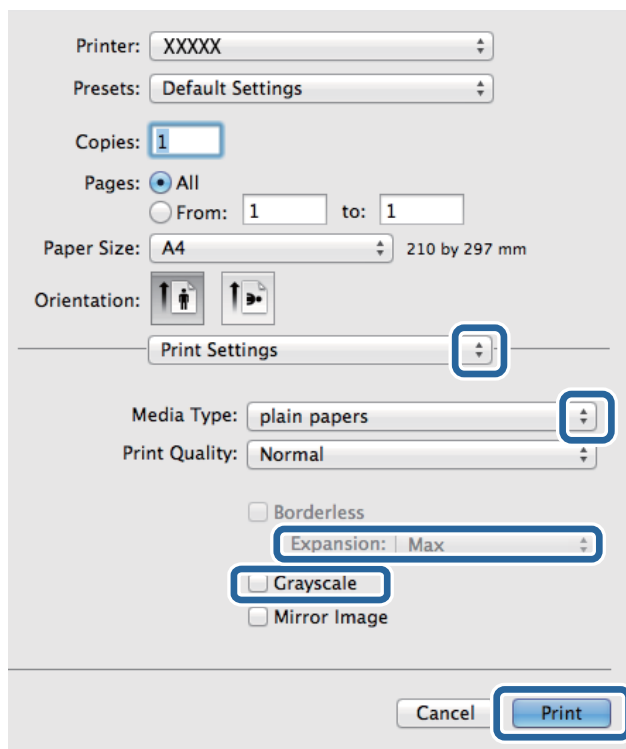 Printer: XXXXX
Presets: Default Settings
Copies: 1
Pages: All
From: 1 to: 1
Paper Size: A4 210 by 297 mm
Orientation:
Print Settings
Media Type: plain papers
Print Quality: Normal
Borderless
Expansion: Max
Grayscale
Mirror Image
Cancel Print